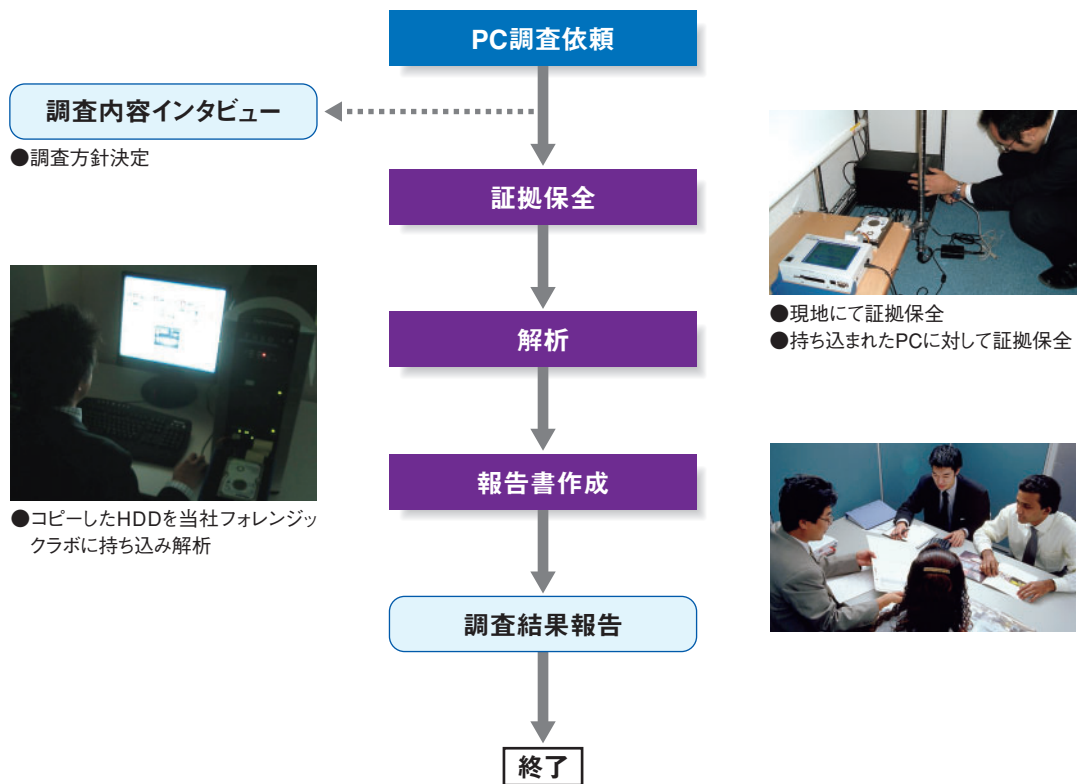 PC調査依頼
調査内容インタビュー
●調査方針決定
証拠保全
●現地にて証拠保全
●持ち込まれたPCに対して証拠保全
解析
●コピーしたHDDを当社フォレンジッ
クラボに持ち込み解析
報告書作成
調査結果報告
終了